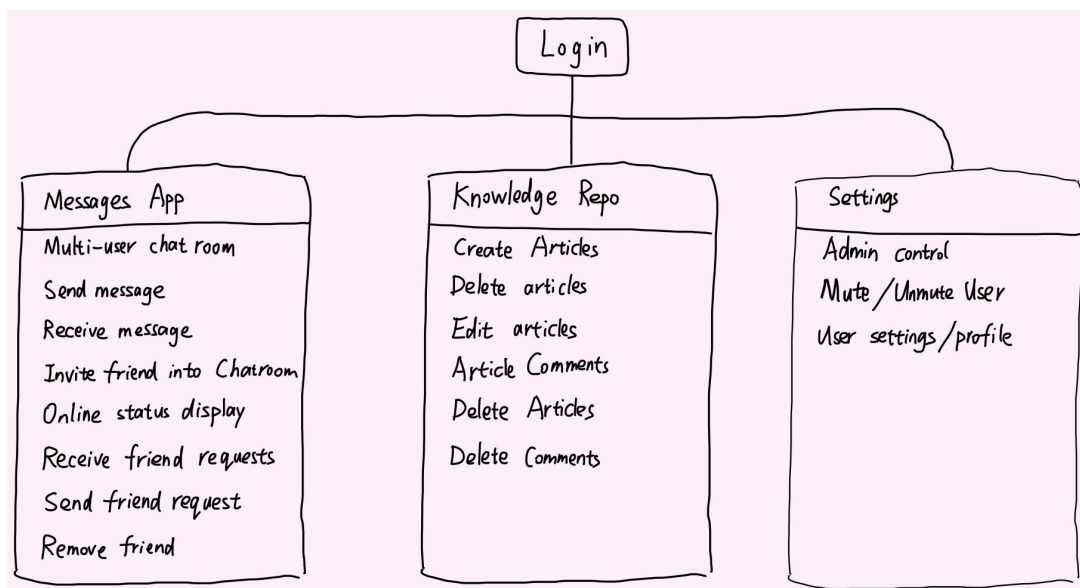 Login
Messages App
Multi-user chat room
Send message
Receive message
Invite friend into Chatroom
Online status display
Receive friend requests
Send friend request
Remove friend
Knowledge Repo
Create Articles
Delete articles
Edit articles
Article Comments
Delete Articles
Delete Comments
Settings
Admin control
Mute/Unmute User
User settings/profile